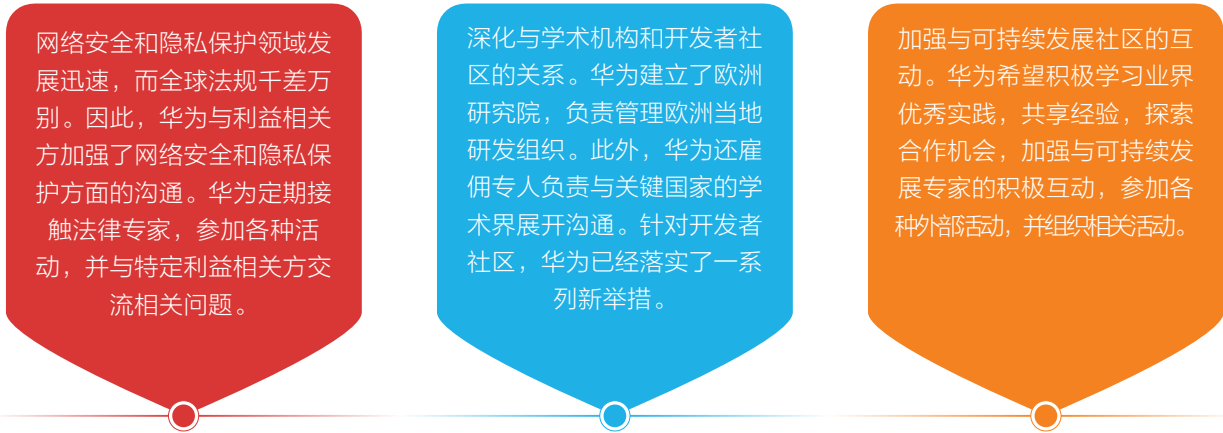 网络安全和隐私保护领域发
展迅速，而全球法规千差万
别。因此，华为与利益相关
方加强了网络安全和隐私保
护方面的沟通。华为定期接
触法律专家，参加各种活
动，并与特定利益相关方交
流相关问题。
深化与学术机构和开发者社
区的关系。华为建立了欧洲
研究院，负责管理欧洲当地
研发组织。此外，华为还雇
佣专人负责与关键国家的学
术界展开沟通。针对开发者
社区，华为已经落实了一系
列新举措。
加强与可持续发展社区的互
动。华为希望积极学习业界
优秀实践，共享经验，探索
合作机会，加强与可持续发
展专家的积极互动，参加各
种外部活动，并组织相关活动。